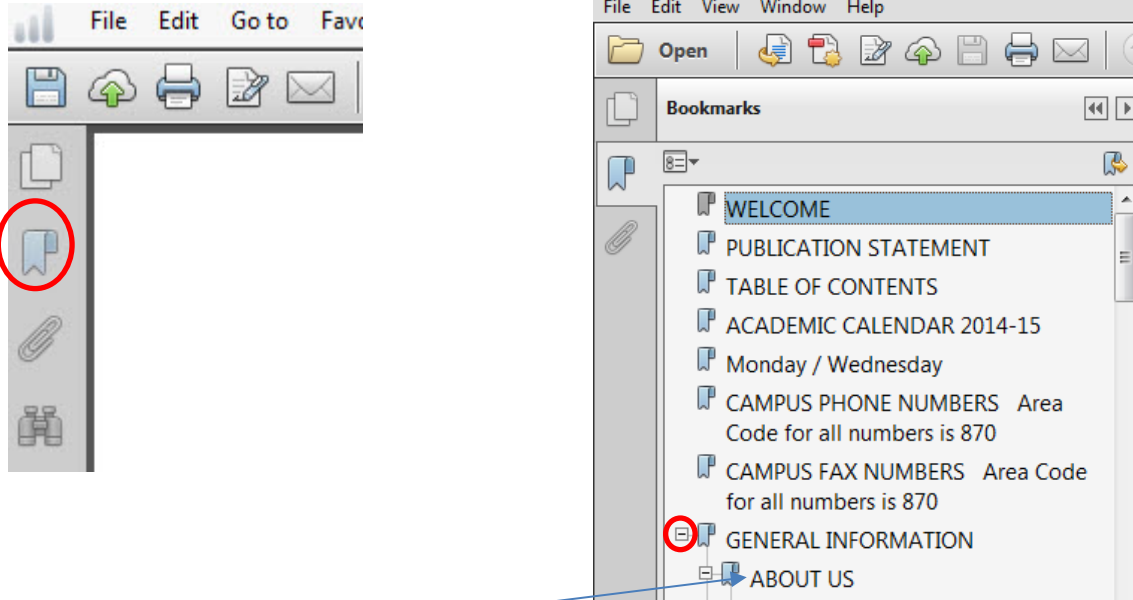 File Edit Go to
File Edit View Window Help
Open
Bookmarks
WELCOME
PUBLICATION STATEMENT
TABLE OF CONTENTS
ACADEMIC CALENDAR 2014-15
Monday / Wednesday
CAMPUS PHONE NUMBERS Area
Code for all numbers is 870
CAMPUS FAX NUMBERS Area Code
for all numbers is 870
GENERAL INFORMATION
ABOUT US